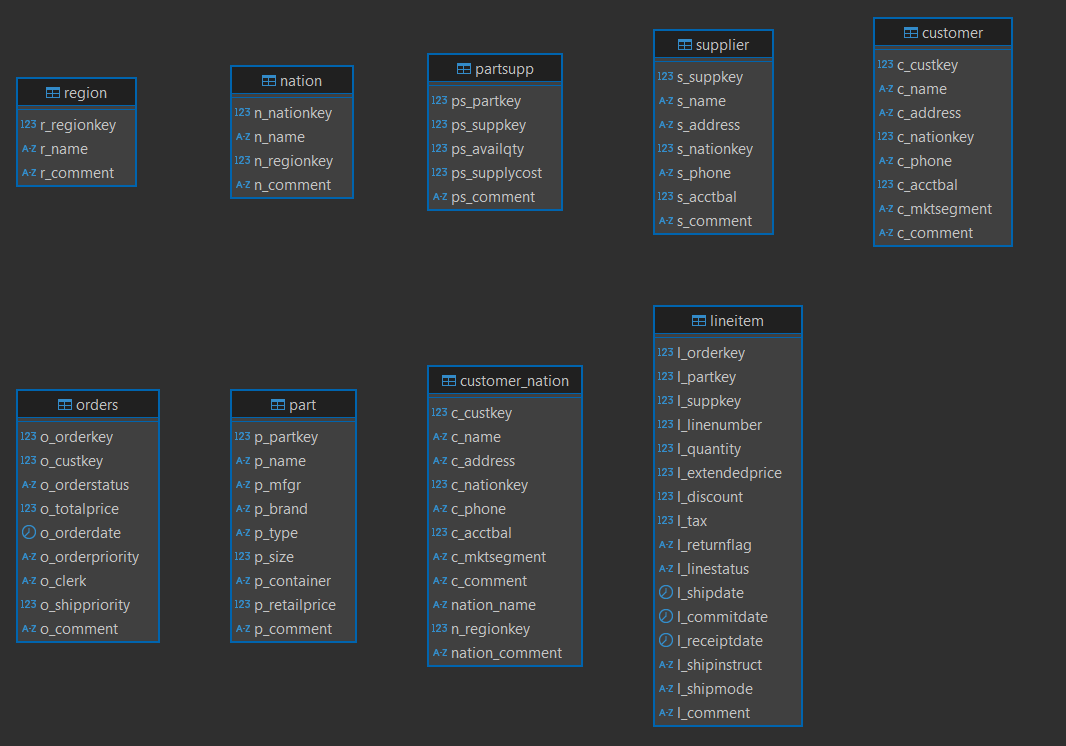 region
123 r_regionkey
A-Z r_name
A-Z r_comment
nation
123 n_nationkey
A-Z n_name
123 n_regionkey
A-Z n_comment
partsupp
123 ps_partkey
123 ps_suppkey
123 ps_availqty
123 ps_supplycost
A-Z ps_comment
supplier
123 s_suppkey
A-Z s_name
A-Z s_address
123 s_nationkey
A-Z s_phone
123 s_acctbal
A-Z s_comment
customer
123 c_custkey
A-Z c_name
A-Z c_address
123 c_nationkey
A-Z c_phone
123 c_acctbal
A-Z c_mktsegment
A-Z c_comment
orders
123 o_orderkey
123 o_custkey
A-Z o_orderstatus
123 o_totalprice
o_orderdate
A-Z o_orderpriority
A-Z o_clerk
123 o_shippriority
A-Z o_comment
part
123 p_partkey
A-Z p_name
A-Z p_mfgr
A-Z p_brand
A-Z p_type
123 p_size
A-Z p_container
123 p_retailprice
A-Z p_comment
customer_nation
123 c_custkey
A-Z c_name
A-Z c_address
123 c_nationkey
A-Z c_phone
123 c_acctbal
A-Z c_mktsegment
A-Z c_comment
A-Z nation_name
123 n_regionkey
A-Z nation_comment
lineitem
123 l_orderkey
123 l_partkey
123 l_suppkey
123 l_linenumber
123 l_quantity
123 l_extendedprice
123 l_discount
123 l_tax
A-Z l_returnflag
A-Z l_linestatus
l_shipdate
l_commitdate
l_receiptdate
A-Z l_shipinstruct
A-Z l_shipmode
A-Z l_comment